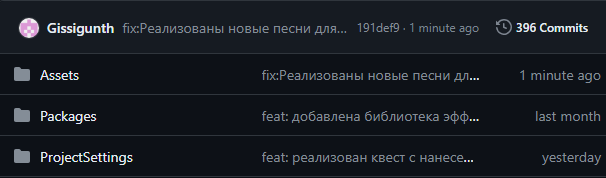 Gissigunth fix:Реализованы новые песни для... 191def9 · 1 minute ago 396 Commits
Assets fix:Реализованы новые песни дл... 1 minute ago
Packages feat: добавлена библиотека эфф... last month
ProjectSettings feat: реализован квест с нанесе... yesterday